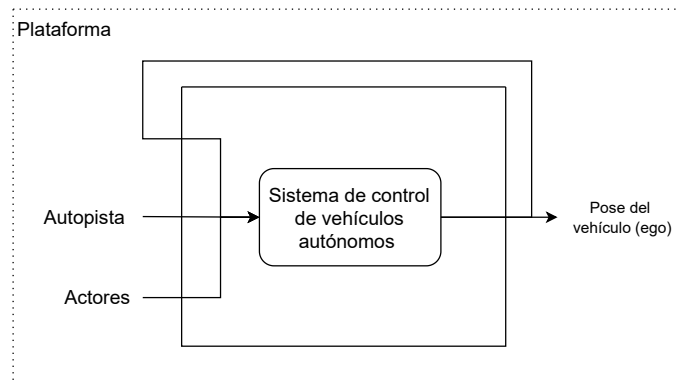 Plataforma
Sistema de control
de vehículos
autónomos
Autopista
Actores
Pose del
vehículo (ego)